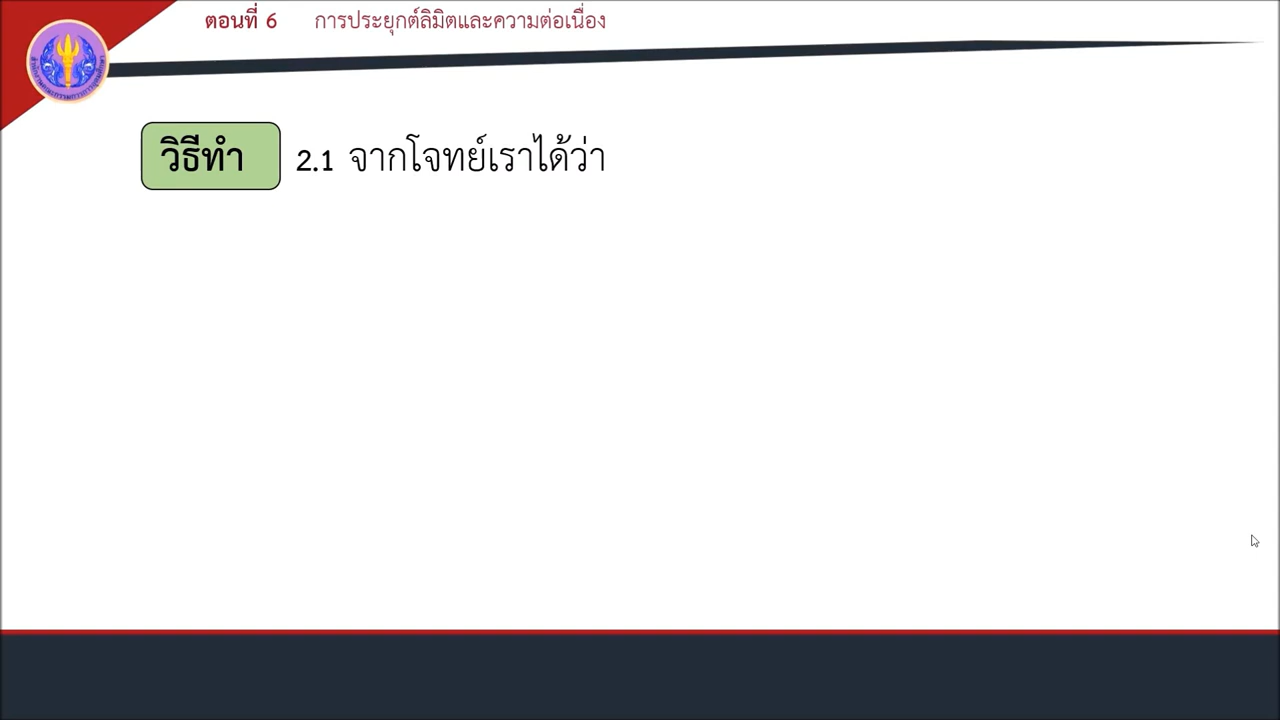 ตอนที่ 6 การประยุกต์ลิมิตและความต่อเนื่อง
วิธีทำ 2.1 จากโจทย์เราได้ว่า